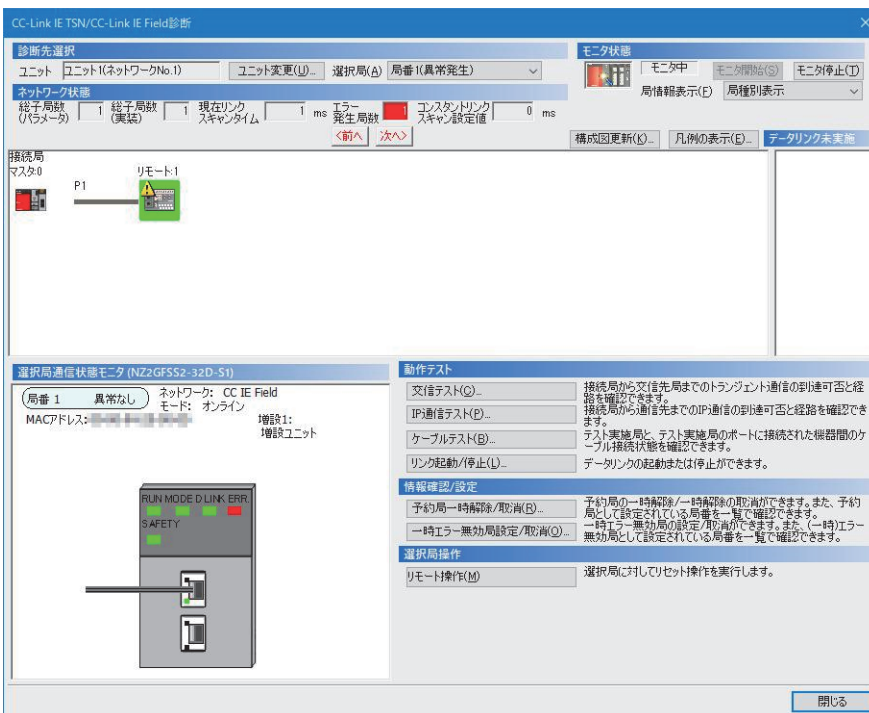 CC-Link IE TSN/CC-Link IE Field診断
診断先選択
ユニット ユニット1(ネットワークNo.1) ユニット変更(U)... 選択局(A) 局番1(異常発生)
モニタ状態
モニタ中 モニタ開始(S) モニタ停止(T)
局情報表示(F) 局種別表示
ネットワーク状態
総子局数 1 総子局数 1 現在リンク 1 ms エラー 1 コンスタントリンク 0 ms
(パラメータ) (実装) スキャンタイム 発生局数 スキャン設定値
<前へ 次へ>
構成図更新(K)... 凡例の表示(E)... データリンク未実施
接続局
マスタ:0 リモート:1
P1
選択局通信状態モニタ (NZ2GFSS2-32D-S1)
局番 1 異常なし ネットワーク: CC IE Field
モード: オンライン
MACアドレス:
増設1:
増設ユニット
RUN MODE D LINK ERR.
SAFETY
動作テスト
交信テスト(C)... 接続局から交信先局までのトランジェント通信の到達可否と経
路を確認できます。
IP通信テスト(P)... 接続局から通信先までのIP通信の到達可否と経路を確認でき
ます。
ケーブルテスト(B)... テスト実施局と、テスト実施局のポートに接続された機器間のケ
ーブル接続状態を確認できます。
リンク起動/停止(L)... データリンクの起動または停止ができます。
情報確認/設定
予約局一時解除/取消(R)... 予約局の一時解除/一時解除の取消ができます。また、予約
局として設定されている局番を一覧で確認できます。
一時エラー無効局設定/取消(O)... 一時エラー無効局の設定/取消ができます。また、(一時)エラー
無効局として設定されている局番を一覧で確認できます。
選択局操作
リモート操作(M) 選択局に対してリセット操作を実行します。
閉じる